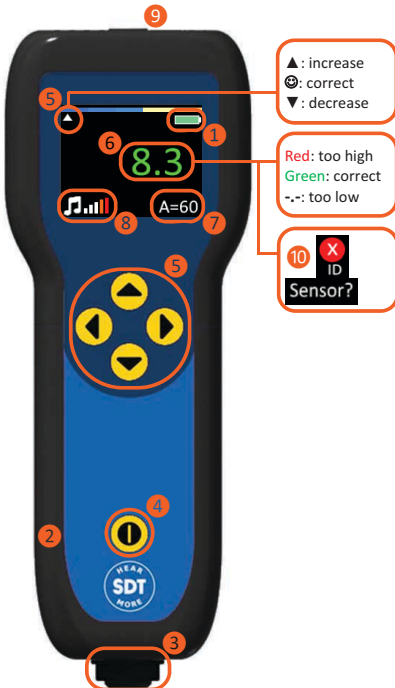 9
▲: increase
☺: correct
▼: decrease
5
1
6
8.3
Red: too high
Green: correct
-.-: too low
A=60
8
7
10
X
ID
Sensor?
5
4
2
HEAR
SDT
MORE
3